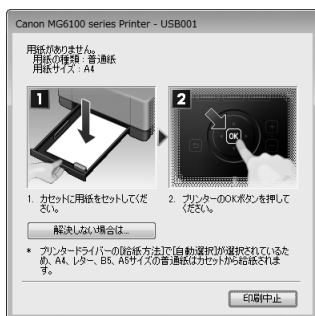 Canon MG6100 series Printer - USB001
用紙がありません。
用紙の種類 : 普通紙
用紙サイズ : A4
1
2
OK
1. カセットに用紙をセットしてくだ
さい。
2. プリンターのOKボタンを押して
ください。
解決しない場合は...
* プリンタードライバーの[給紙方法]で[自動選択]が選択されているた
め、A4、レター、B5、A5サイズの普通紙はカセットから給紙されま
す。
印刷中止